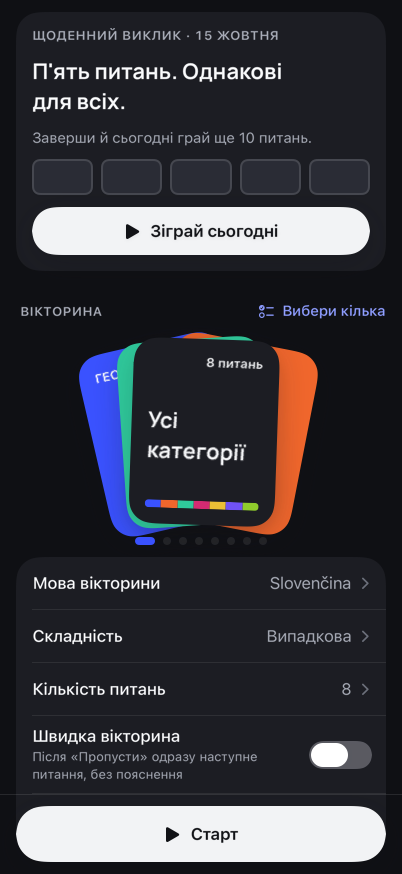 ЩОДЕННИЙ ВИКЛИК · 15 ЖОВТНЯ
П'ять питань. Однакові
для всіх.
Заверши й сьогодні грай ще 10 питань.
Зіграй сьогодні
ВІКТОРИНА
Вибери кілька
8 питань
Усі
категорії
Мова вікторини
Slovenčina
Складність
Випадкова
Кількість питань
8
Швидка вікторина
Після «Пропусти» одразу наступне
питання, без пояснення
Старт